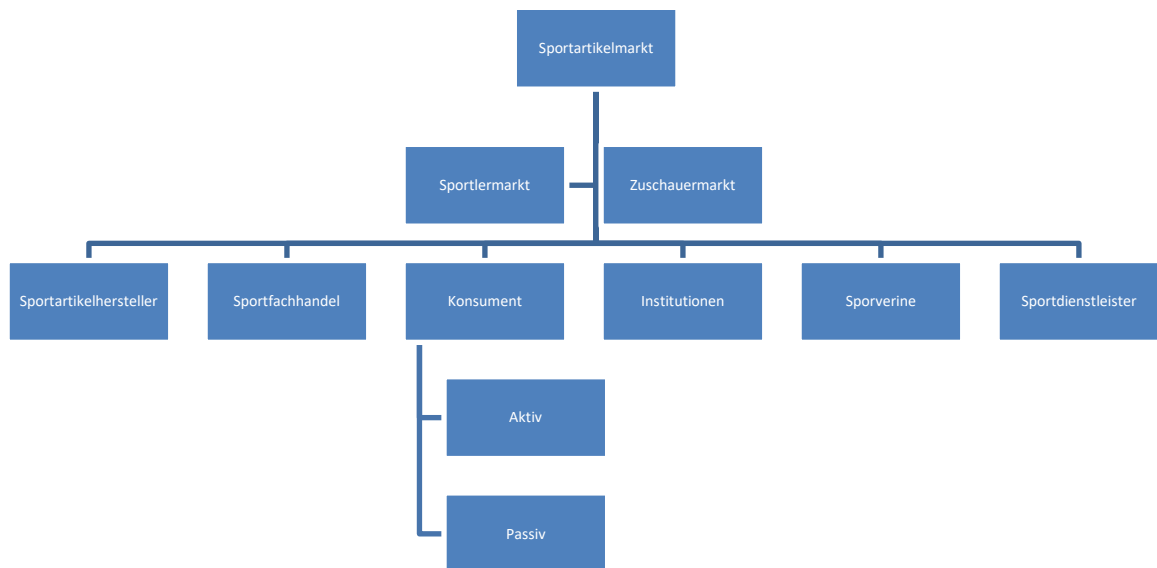 Sportartikelmarkt
Sportlermarkt
Zuschauermarkt
Sportartikelhersteller
Sportfachhandel
Konsument
Institutionen
Sporverine
Sportdienstleister
Aktiv
Passiv